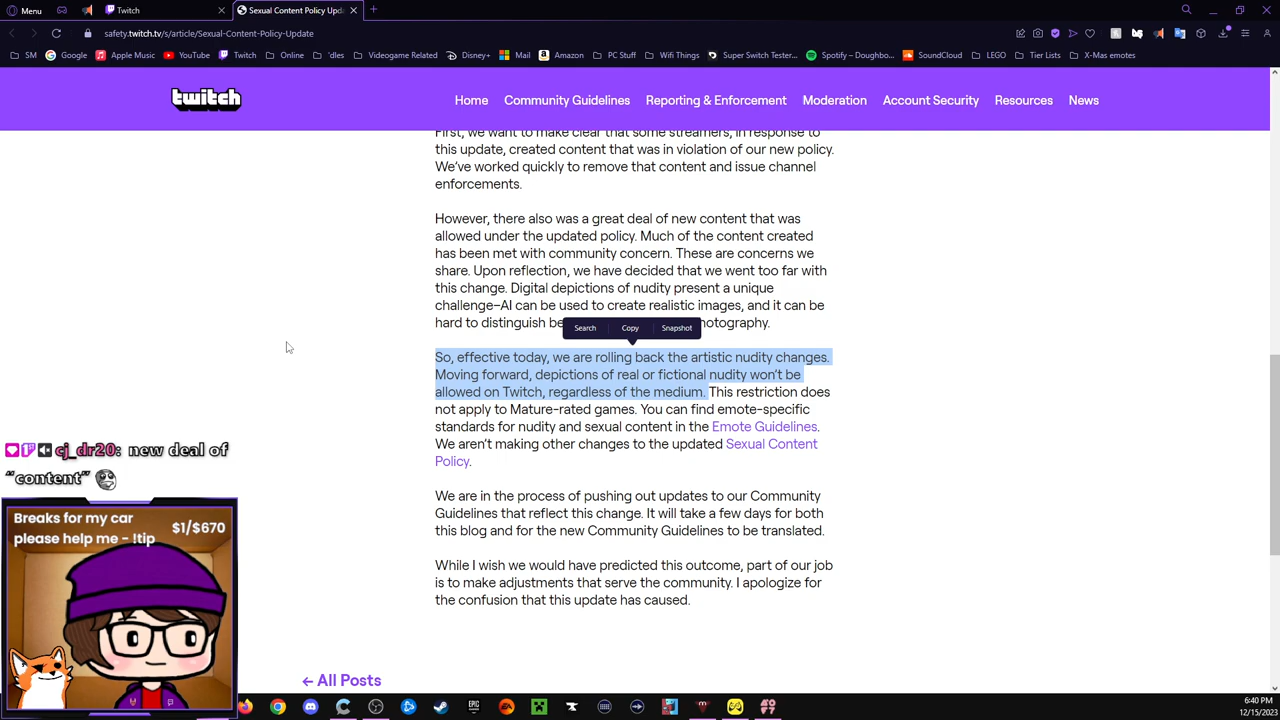 Menu
Twitch
Sexual Content Policy Upd
safety.twitch.tv/s/article/Sexual-Content-Policy-Update
SM
Google
Apple Music
YouTube
Twitch
Online
'dles
Videogame Related
Disney+
Mail
Amazon
PC Stuff
Wifi Things
Super Switch Tester...
Spotify – Doughbo...
SoundCloud
LEGO
Tier Lists
X-Mas emotes
twitch
Home
Community Guidelines
Reporting & Enforcement
Moderation
Account Security
Resources
News
First, we want to make clear that some streamers, in response to
this update, created content that was in violation of our new policy.
We've worked quickly to remove that content and issue channel
enforcements.
However, there also was a great deal of new content that was
allowed under the updated policy. Much of the content created
has been met with community concern. These are concerns we
share. Upon reflection, we have decided that we went too far with
this change. Digital depictions of nudity present a unique
challenge–AI can be used to create realistic images, and it can be
hard to distinguish be
Search
Copy
Snapshot
hotography.
So, effective today, we are rolling back the artistic nudity changes.
Moving forward, depictions of real or fictional nudity won't be
allowed on Twitch, regardless of the medium. This restriction does
not apply to Mature-rated games. You can find emote-specific
standards for nudity and sexual content in the Emote Guidelines.
We aren't making other changes to the updated Sexual Content
Policy.
We are in the process of pushing out updates to our Community
Guidelines that reflect this change. It will take a few days for both
this blog and for the new Community Guidelines to be translated.
While I wish we would have predicted this outcome, part of our job
is to make adjustments that serve the community. I apologize for
the confusion that this update has caused.
← All Posts
cj_dr20: new deal of
"content"
Breaks for my car
please help me - !tip
$1/$670
6:40 PM
12/15/2023